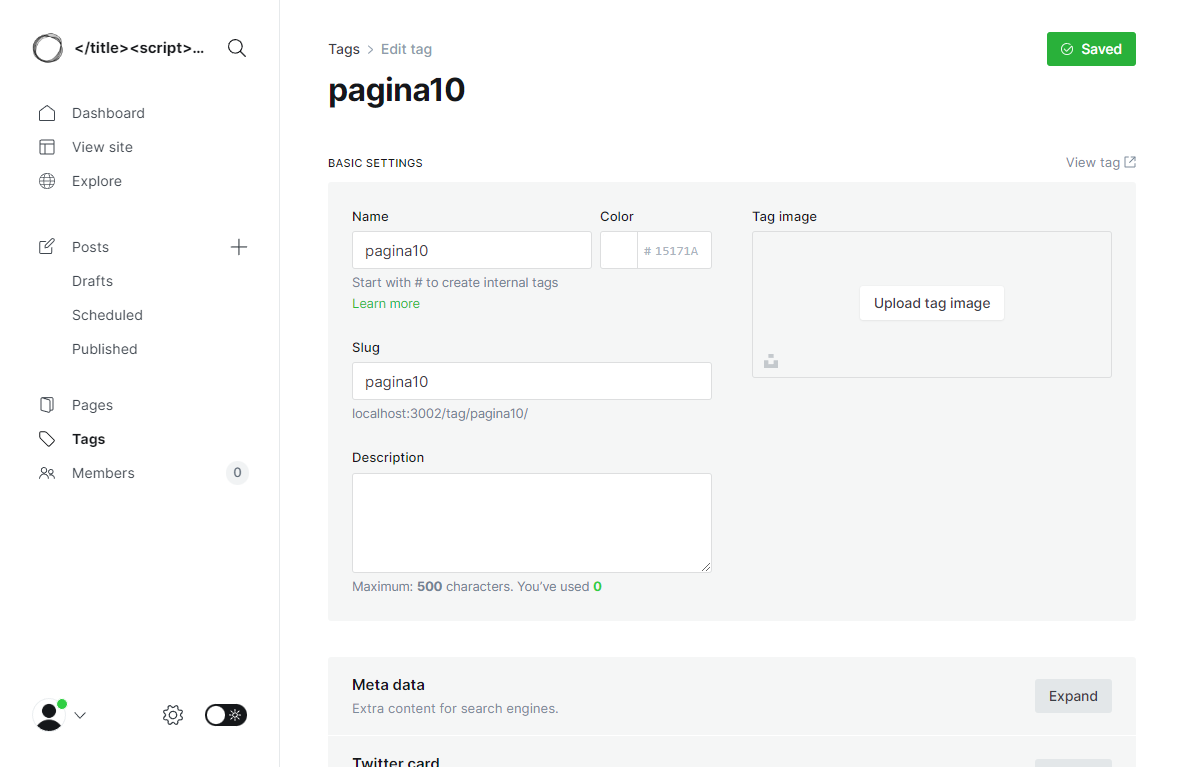 </title><script>...
Dashboard
View site
Explore
Posts
Drafts
Scheduled
Published
Pages
Tags
Members 0
Tags > Edit tag
Saved
pagina10
BASIC SETTINGS
View tag
Name
Color
Tag image
pagina10
# 15171A
Start with # to create internal tags
Learn more
Upload tag image
Slug
pagina10
localhost:3002/tag/pagina10/
Description
Maximum: 500 characters. You’ve used 0
Meta data
Extra content for search engines.
Expand
Twitter card